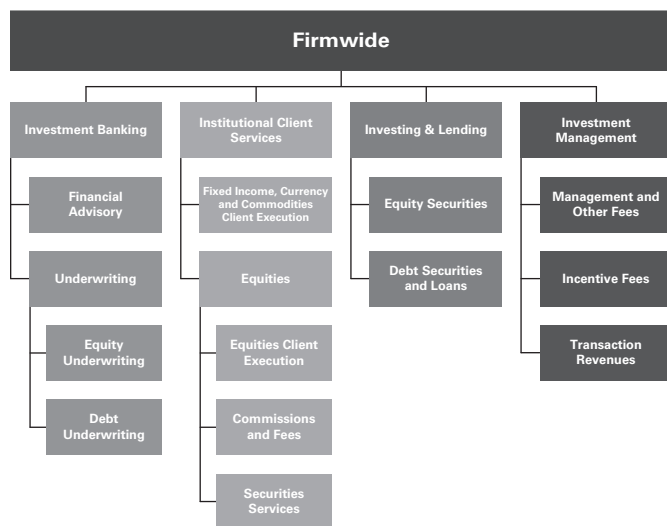 Firmwide
Investment Banking
Financial
Advisory
Underwriting
Equity
Underwriting
Debt
Underwriting
Institutional Client
Services
Fixed Income, Currency
and Commodities
Client Execution
Equities
Equities Client
Execution
Commissions
and Fees
Securities
Services
Investing & Lending
Equity Securities
Debt Securities
and Loans
Investment
Management
Management and
Other Fees
Incentive Fees
Transaction
Revenues